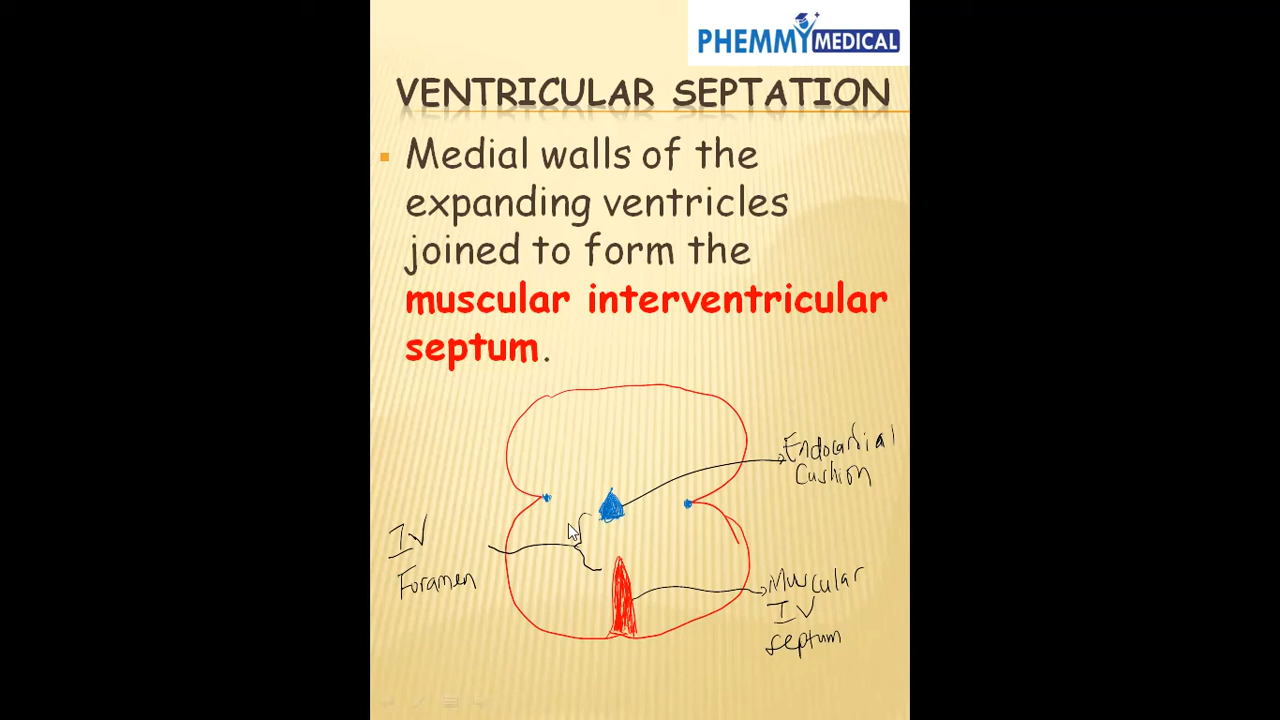 PHEMMY MEDICAL
VENTRICULAR SEPTATION
Medial walls of the
expanding ventricles
joined to form the
muscular interventricular
septum.
Endocardial
Cushion
IV
Foramen
Muscular
IV
septum